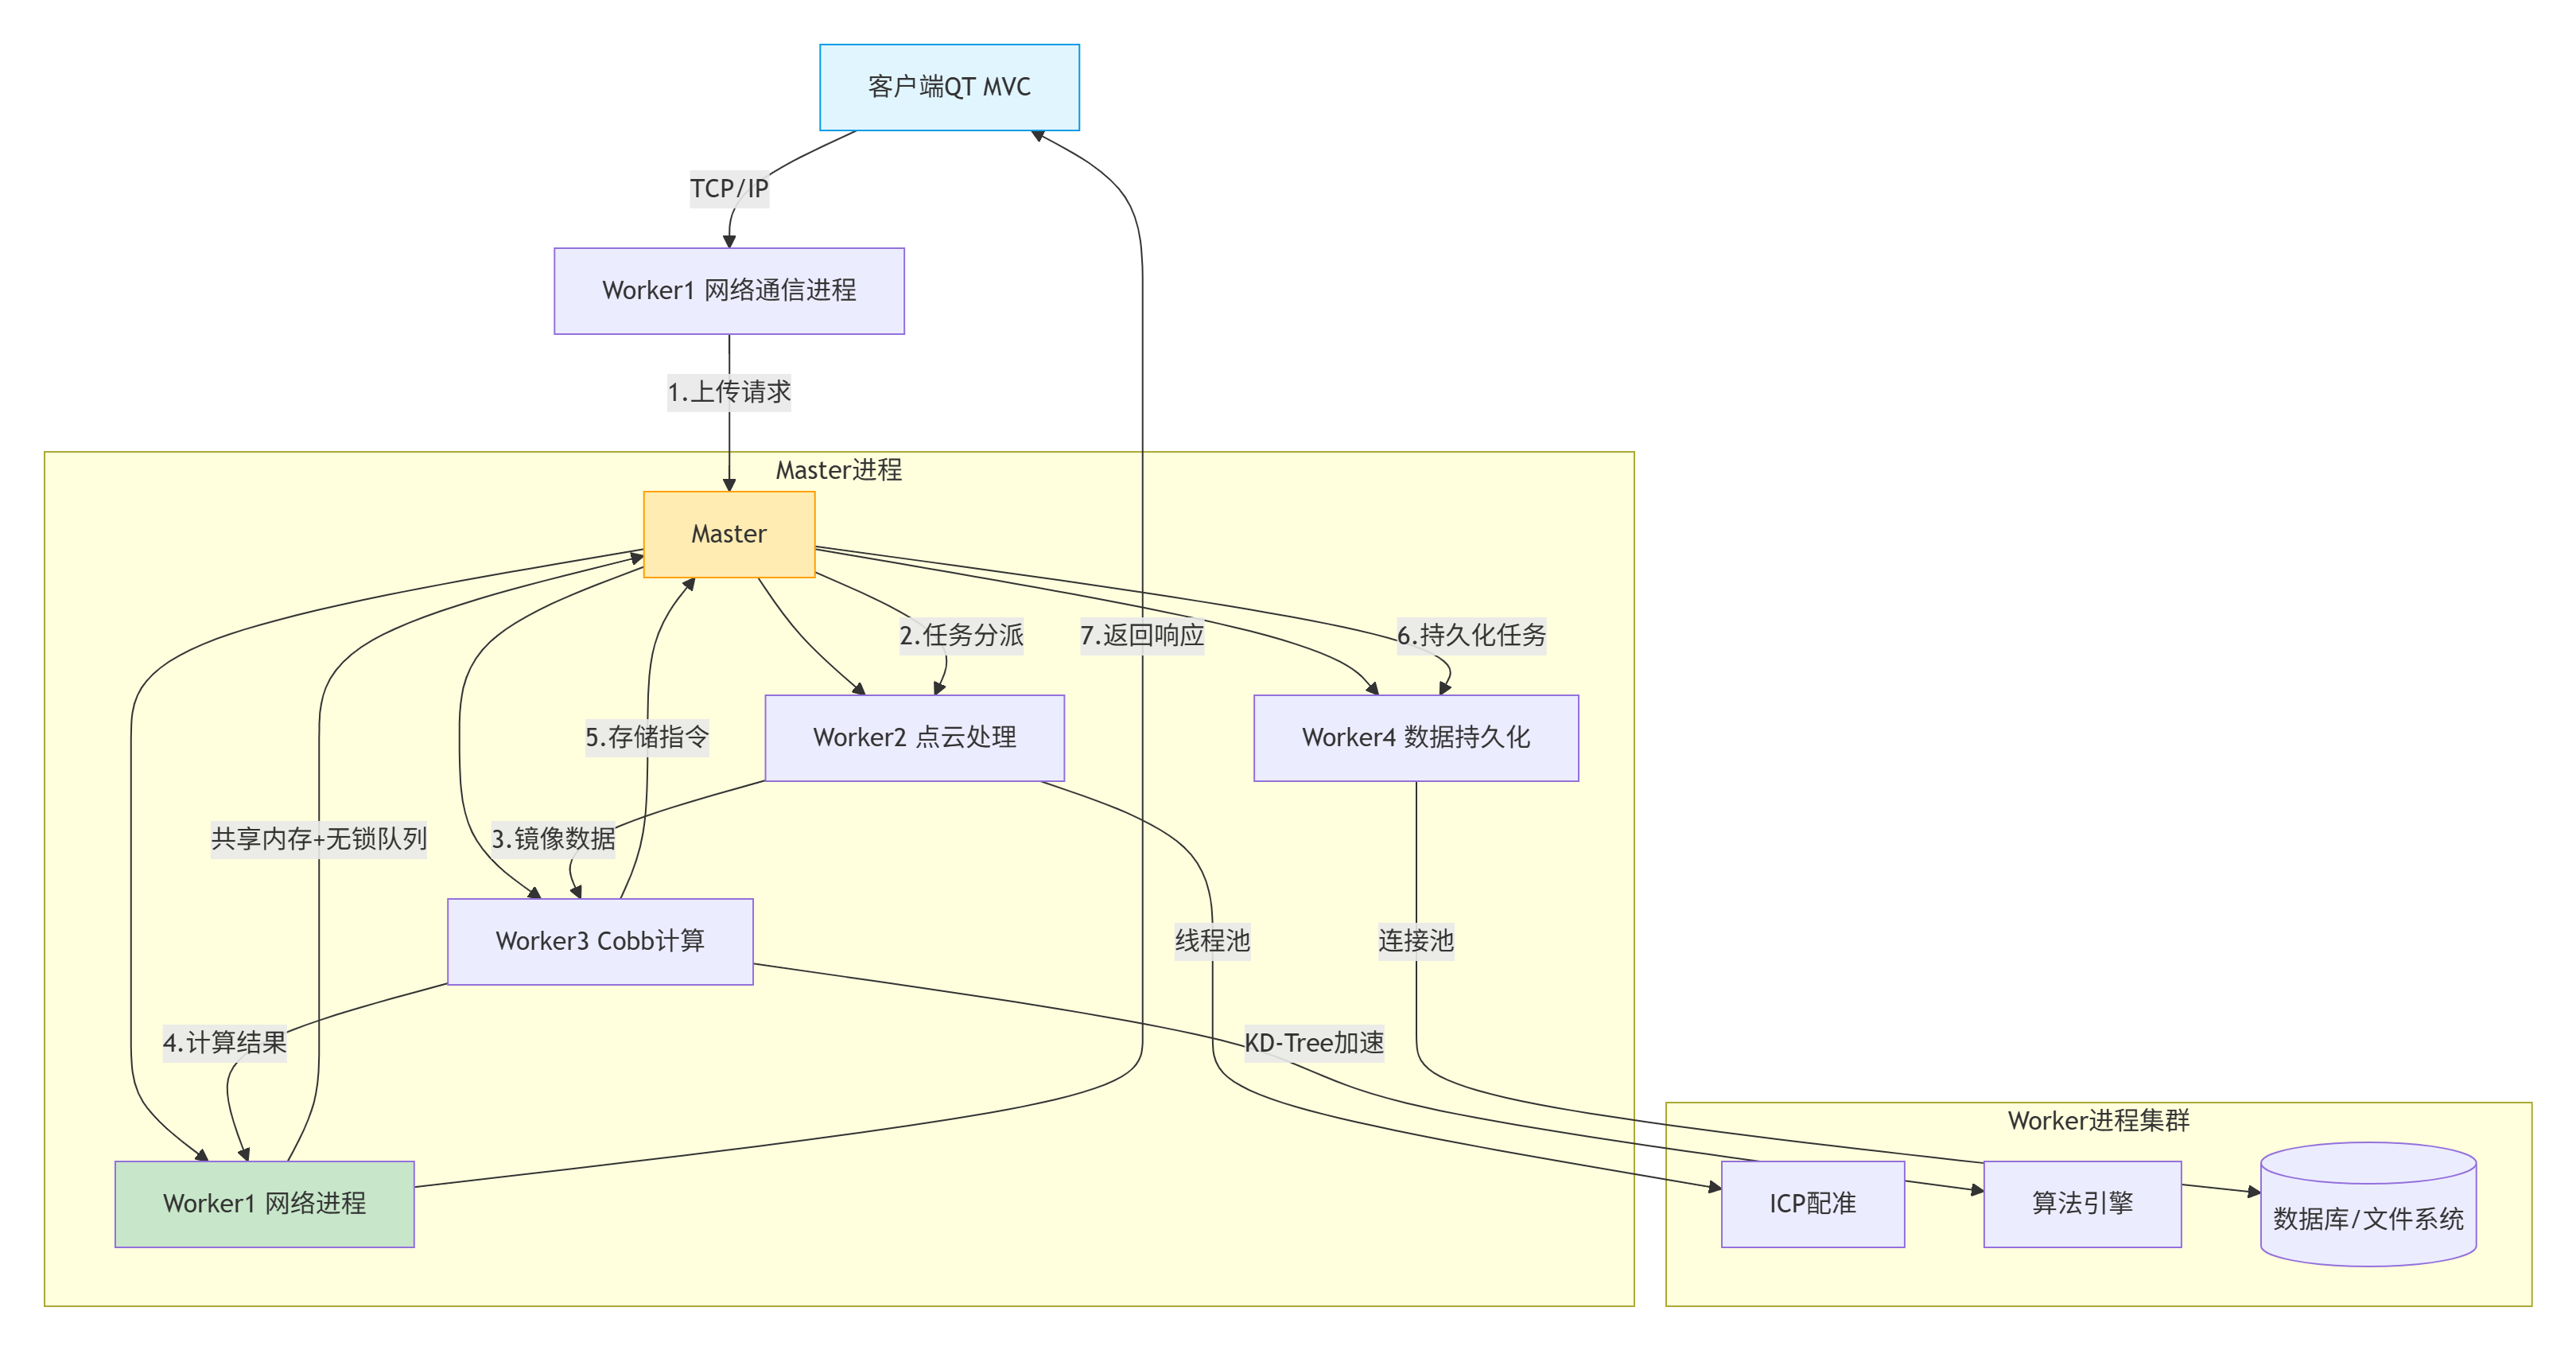 客户端QT MVC
TCP/IP
Worker1 网络通信进程
1.上传请求
Master进程
Master
2.任务分派
7.返回响应
6.持久化任务
5.存储指令
Worker2 点云处理
Worker4 数据持久化
共享内存+无锁队列
3.镜像数据
Worker3 Cobb计算
线程池
连接池
4.计算结果
KD-Tree加速
Worker进程集群
Worker1 网络进程
ICP配准
算法引擎
数据库/文件系统